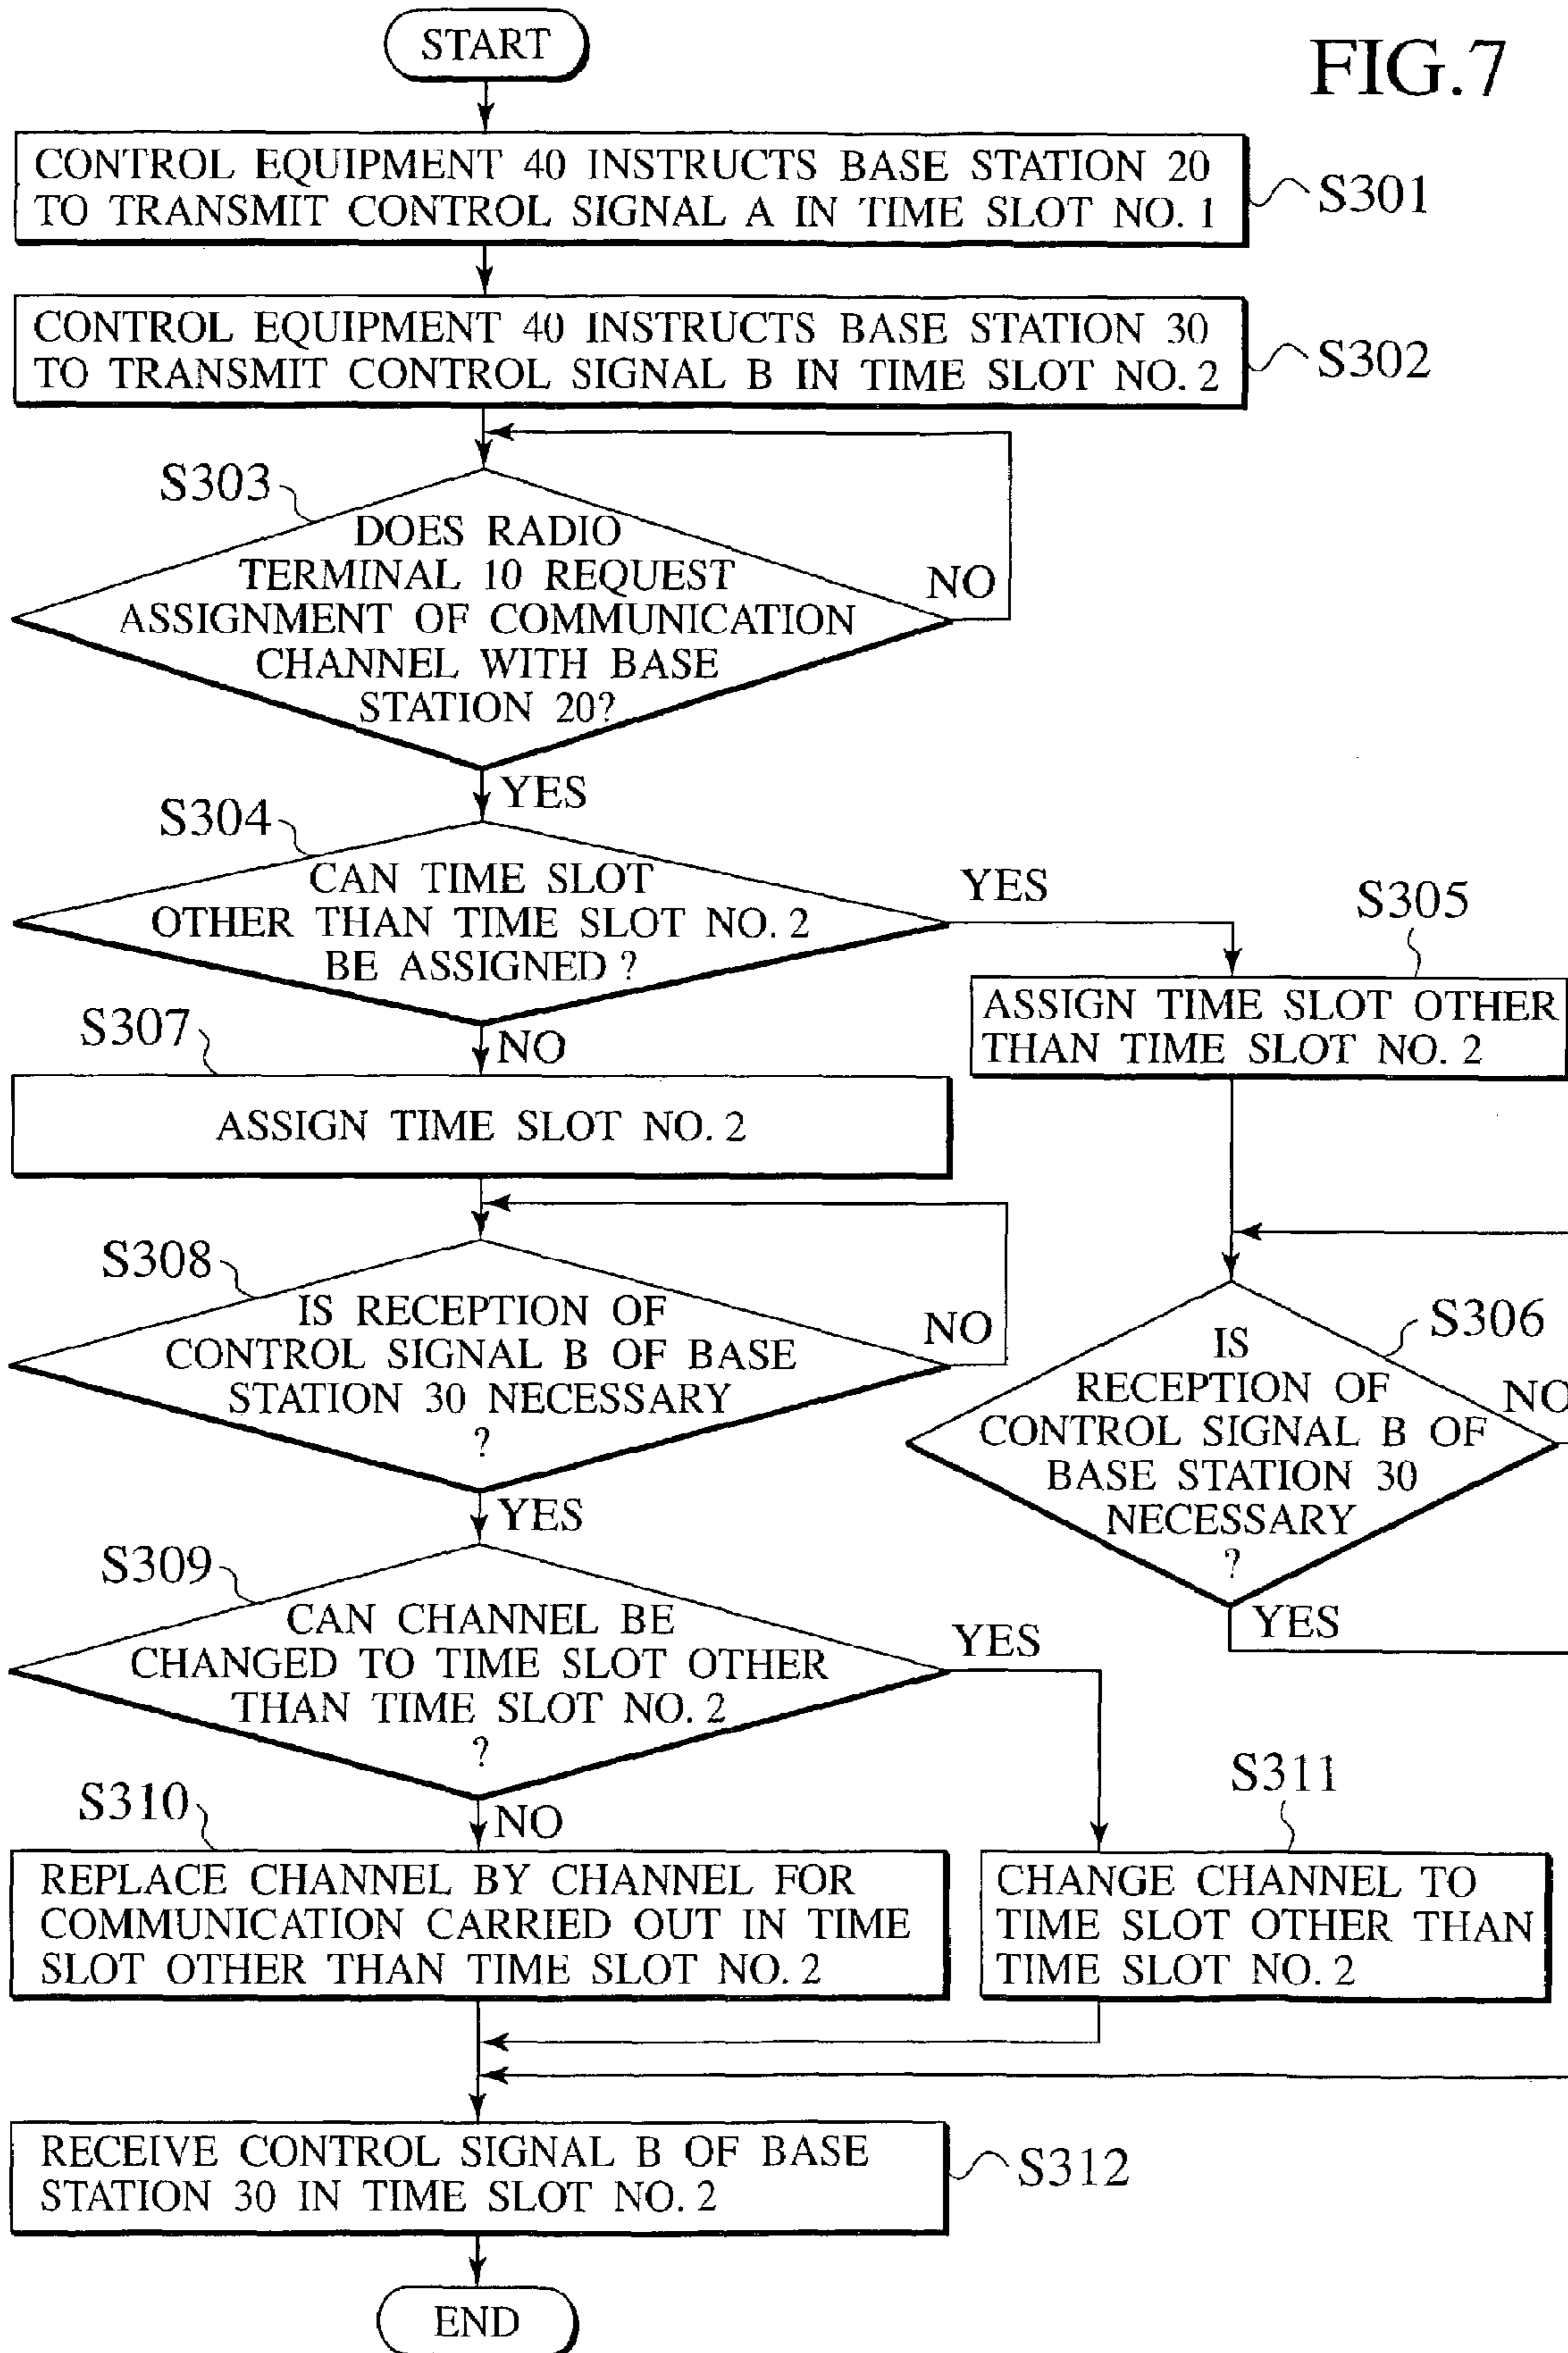 FIG.7
START
CONTROL EQUIPMENT 40 INSTRUCTS BASE STATION 20
TO TRANSMIT CONTROL SIGNAL A IN TIME SLOT NO. 1
S301
CONTROL EQUIPMENT 40 INSTRUCTS BASE STATION 30
TO TRANSMIT CONTROL SIGNAL B IN TIME SLOT NO. 2
S302
S303
DOES RADIO
TERMINAL 10 REQUEST
ASSIGNMENT OF COMMUNICATION
CHANNEL WITH BASE
STATION 20?
NO
YES
S304
CAN TIME SLOT
OTHER THAN TIME SLOT NO. 2
BE ASSIGNED ?
YES
NO
S305
ASSIGN TIME SLOT OTHER
THAN TIME SLOT NO. 2
S307
ASSIGN TIME SLOT NO. 2
S308
IS RECEPTION OF
CONTROL SIGNAL B OF BASE
STATION 30 NECESSARY
?
NO
YES
S306
IS
RECEPTION OF
CONTROL SIGNAL B OF
BASE STATION 30
NECESSARY
?
NO
YES
S309
CAN CHANNEL BE
CHANGED TO TIME SLOT OTHER
THAN TIME SLOT NO. 2
?
YES
NO
S310
REPLACE CHANNEL BY CHANNEL FOR
COMMUNICATION CARRIED OUT IN TIME
SLOT OTHER THAN TIME SLOT NO. 2
S311
CHANGE CHANNEL TO
TIME SLOT OTHER THAN
TIME SLOT NO. 2
RECEIVE CONTROL SIGNAL B OF BASE
STATION 30 IN TIME SLOT NO. 2
S312
END